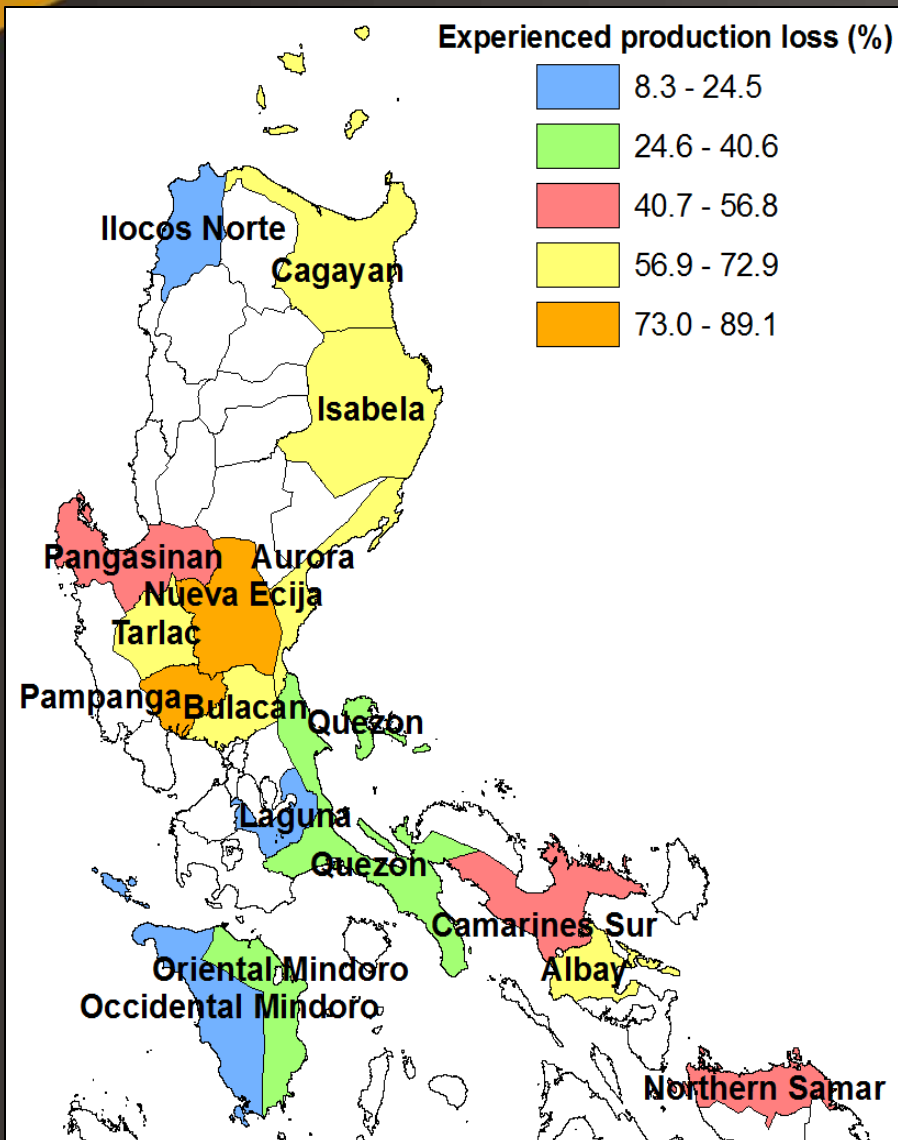 Experienced production loss (%)
8.3 - 24.5
24.6 - 40.6
40.7 - 56.8
56.9 - 72.9
73.0 - 89.1
Ilocos Norte
Cagayan
Isabela
Pangasinan
Aurora
Nueva Ecija
Tarlac
Pampanga
Bulacan
Quezon
Laguna
Quezon
Camarines Sur
Oriental Mindoro
Albay
Occidental Mindoro
Northern Samar